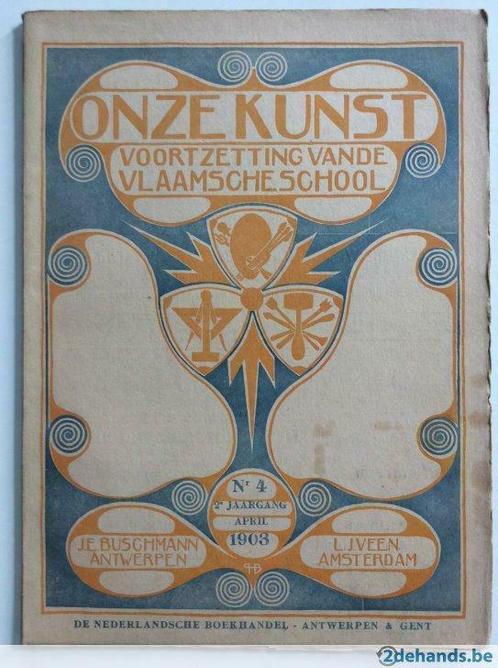 ONZE KUNST
VOORTZETTING VAN DE
VLAAMSCHE SCHOOL
Nr 4
2e JAARGANG
APRIL
1903
J.E. BUSCHMANN
ANTWERPEN
L.J. VEEN
AMSTERDAM
DE NEDERLANDSCHE BOEKHANDEL - ANTWERPEN & GENT
2dehands.be